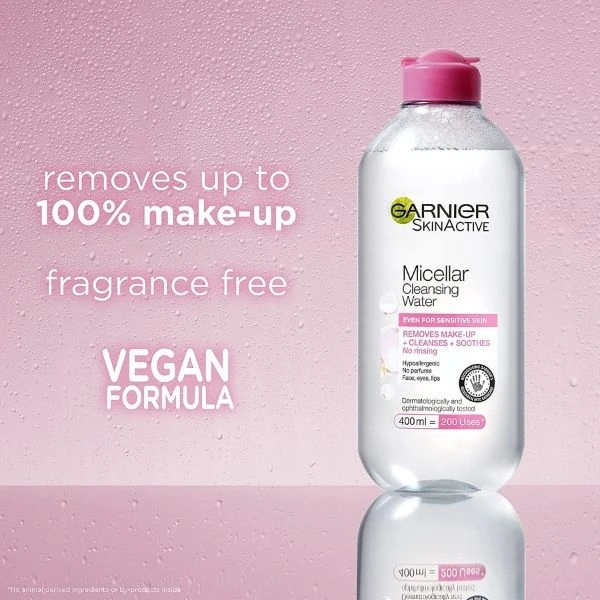 removes up to
100% make-up
fragrance free
VEGAN
FORMULA
GARNIER
SKINACTIVE
Micellar
Cleansing
Water
EVEN FOR SENSITIVE SKIN
REMOVES MAKE-UP
+ CLEANSES + SOOTHES
No rinsing
Hypoallergenic
No perfume
Face, eyes, lips
Dermatologically and
ophthalmologically tested
400ml = 200 Uses*
*No animal derived ingredients or by-products inside